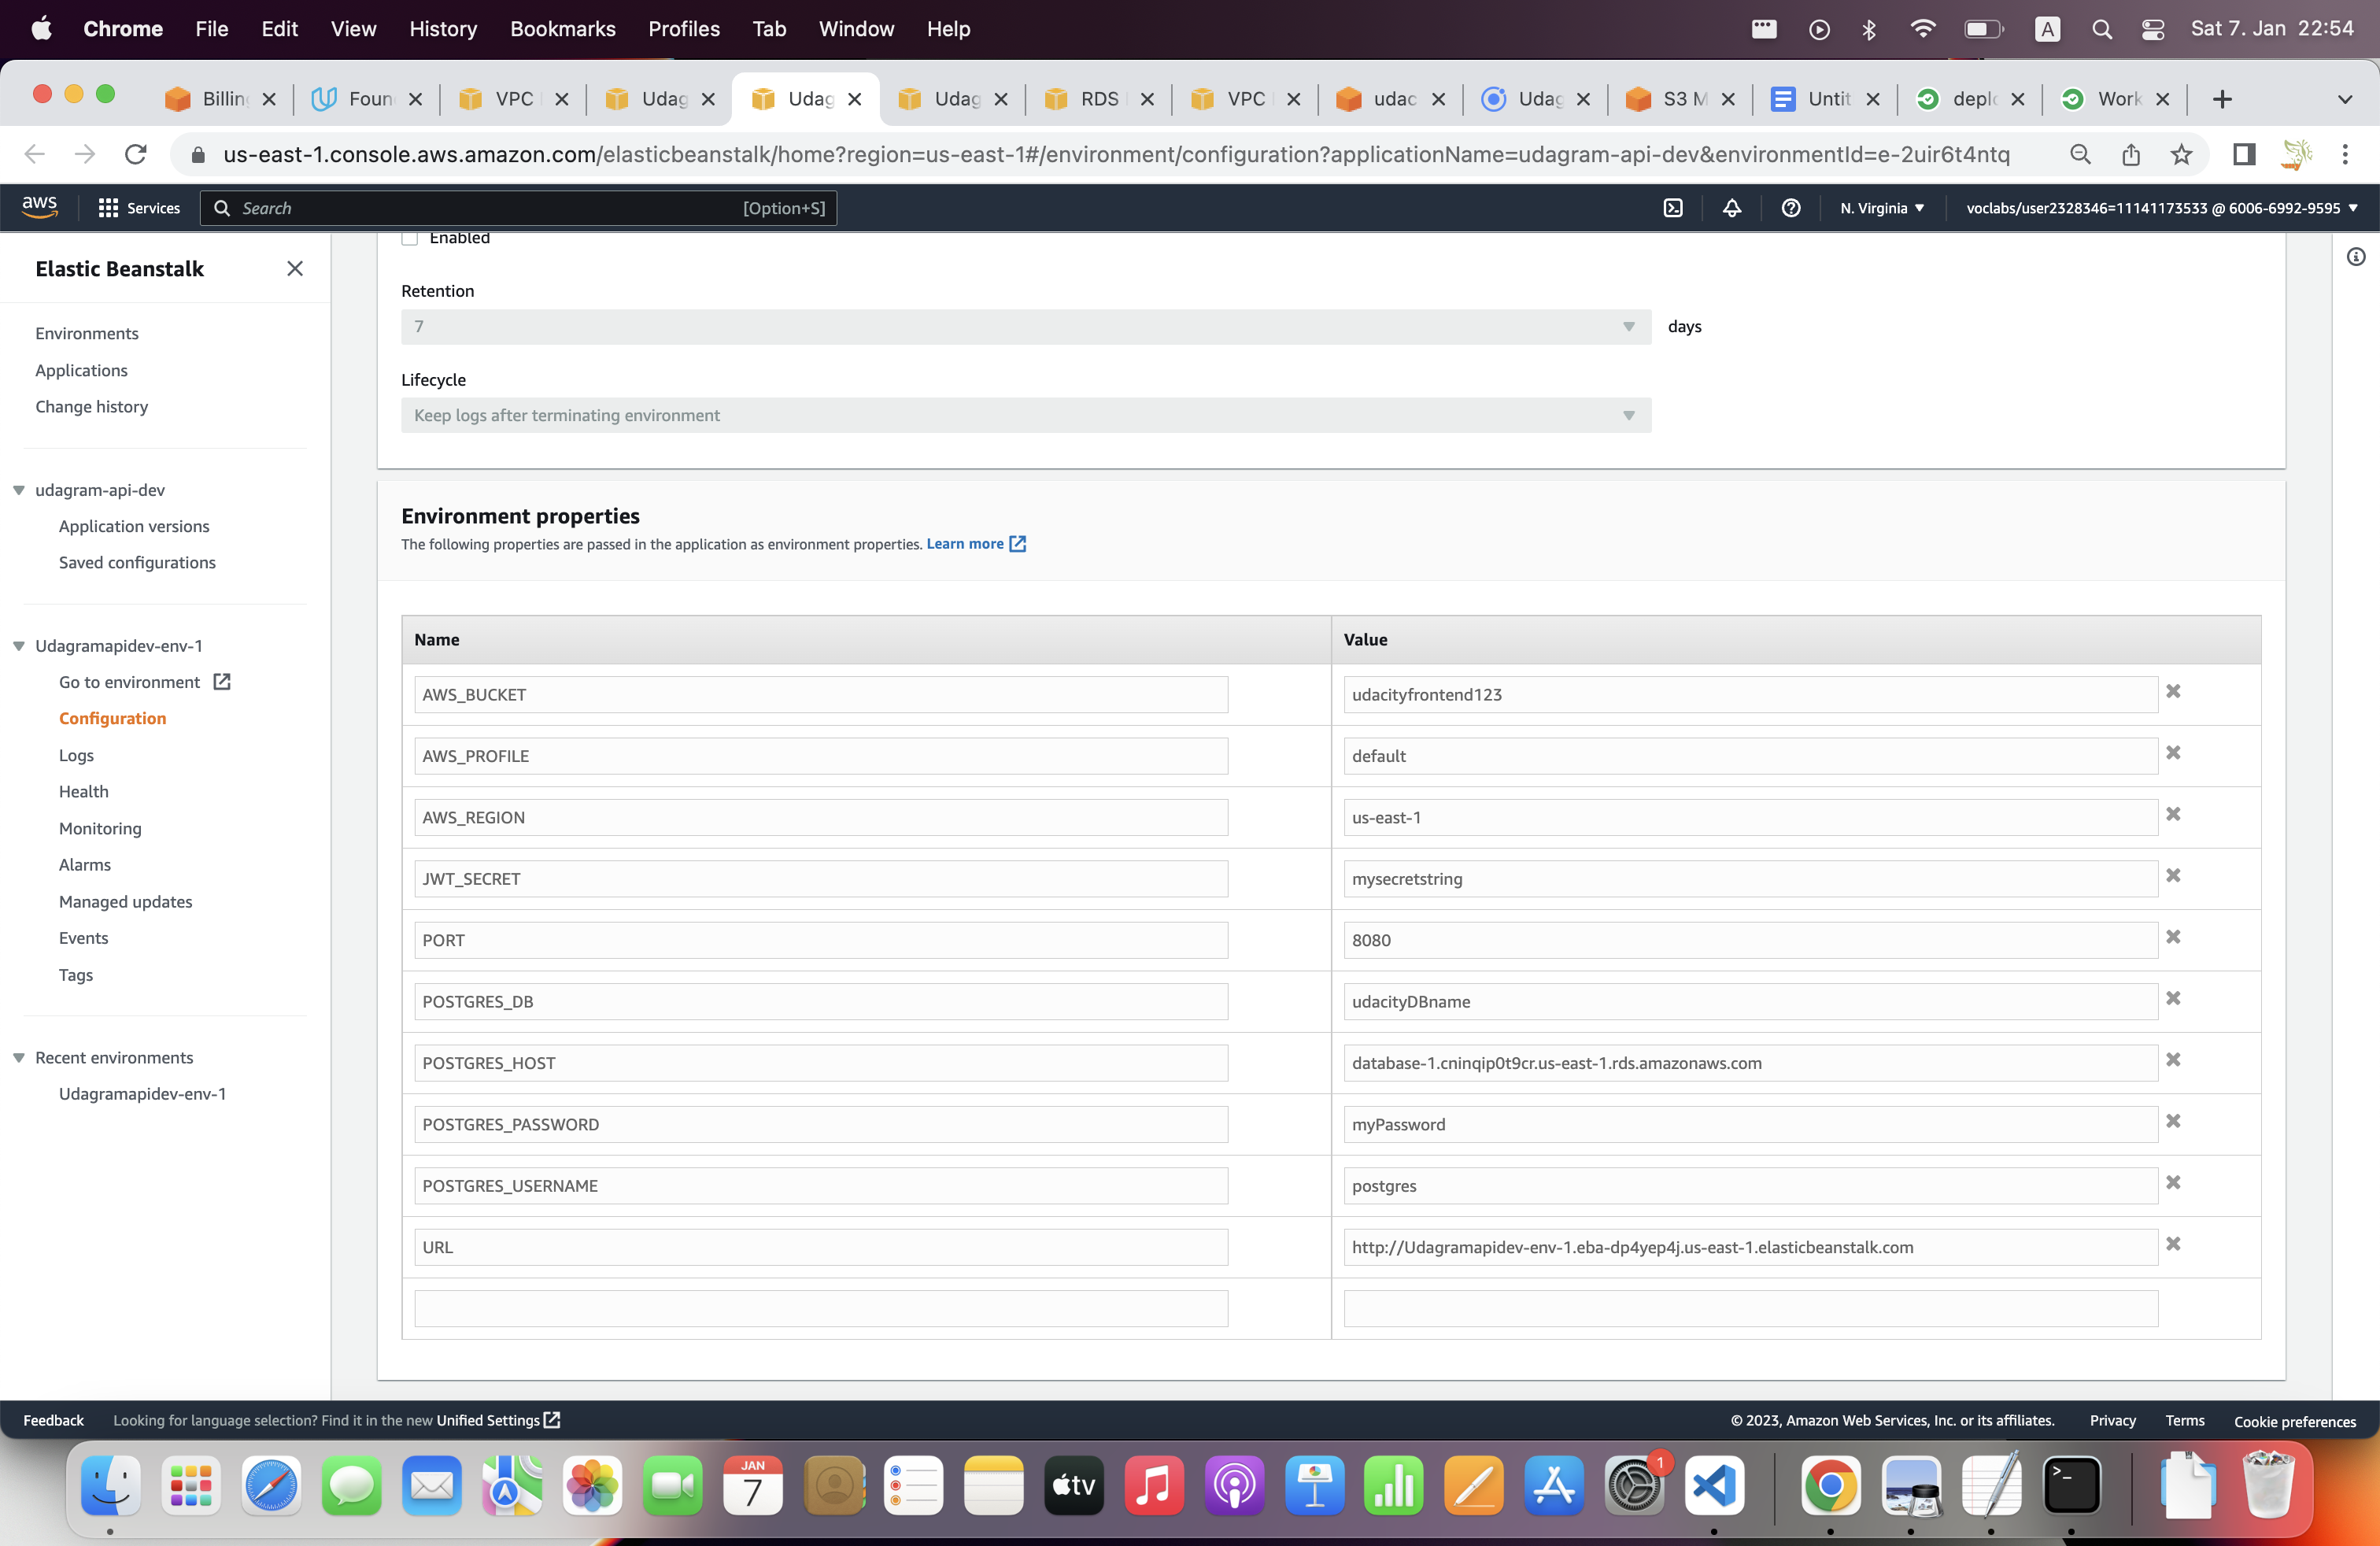 Chrome File Edit View History Bookmarks Profiles Tab Window Help A Sat 7. Jan 22:54
Billin Foun VPC Udag Udag Udag RDS VPC udac Udag S3 M Untit deplo Work
us-east-1.console.aws.amazon.com/elasticbeanstalk/home?region=us-east-1#/environment/configuration?applicationName=udagram-api-dev&environmentId=e-2uir6t4ntq
aws Services Search [Option+S] N. Virginia voclabs/user2328346=11141173533 @ 6006-6992-9595
Elastic Beanstalk
Environments
Applications
Change history
udagram-api-dev
Application versions
Saved configurations
Udagramapidev-env-1
Go to environment
Configuration
Logs
Health
Monitoring
Alarms
Managed updates
Events
Tags
Recent environments
Udagramapidev-env-1
Enabled
Retention
7 days
Lifecycle
Keep logs after terminating environment
Environment properties
The following properties are passed in the application as environment properties. Learn more
Name Value
AWS_BUCKET udacityfrontend123
AWS_PROFILE default
AWS_REGION us-east-1
JWT_SECRET mysecretstring
PORT 8080
POSTGRES_DB udacityDBname
POSTGRES_HOST database-1.cninqip0t9cr.us-east-1.rds.amazonaws.com
POSTGRES_PASSWORD myPassword
POSTGRES_USERNAME postgres
URL http://Udagramapidev-env-1.eba-dp4yep4j.us-east-1.elasticbeanstalk.com
Feedback Looking for language selection? Find it in the new Unified Settings © 2023, Amazon Web Services, Inc. or its affiliates. Privacy Terms Cookie preferences
JAN
7
tv
1